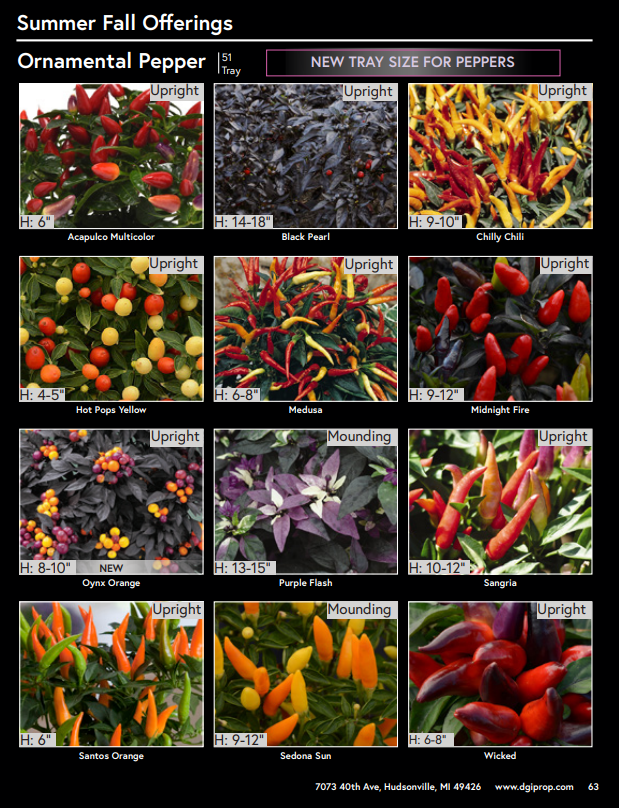 Summer Fall Offerings
Ornamental Pepper
51
Tray
NEW TRAY SIZE FOR PEPPERS
Upright
H: 6"
Acapulco Multicolor
Upright
H: 14-18"
Black Pearl
Upright
H: 9-10"
Chilly Chili
Upright
H: 4-5"
Hot Pops Yellow
Upright
H: 6-8"
Medusa
Upright
H: 9-12"
Midnight Fire
Upright
H: 8-10"
NEW
Oynx Orange
Mounding
H: 13-15"
Purple Flash
Upright
H: 10-12"
Sangria
Upright
H: 6"
Santos Orange
Mounding
H: 9-12"
Sedona Sun
Upright
H: 6-8"
Wicked
7073 40th Ave, Hudsonville, MI 49426 www.dgiprop.com 63